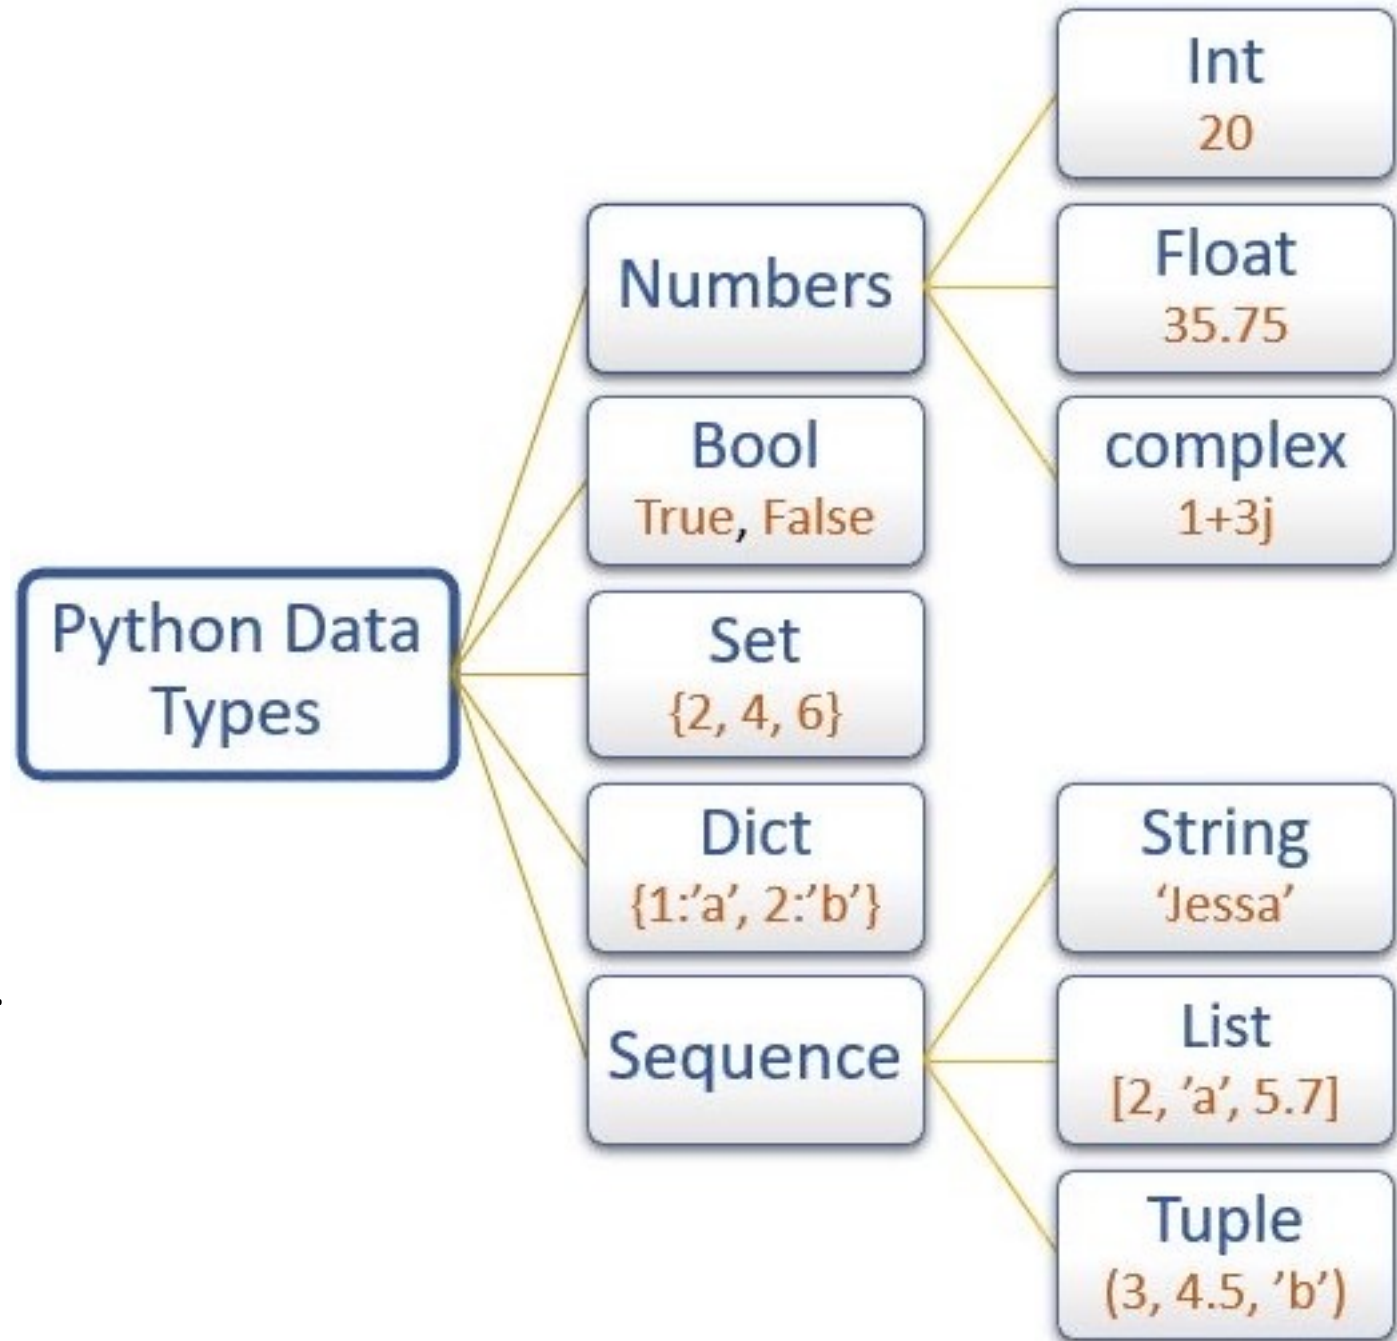 Python Data
Types
Numbers
Int
20
Float
35.75
complex
1+3j
Bool
True, False
Set
{2, 4, 6}
Dict
{1:’a’, 2:’b’}
Sequence
String
‘Jessa’
List
[2, ’a’, 5.7]
Tuple
(3, 4.5, ’b’)